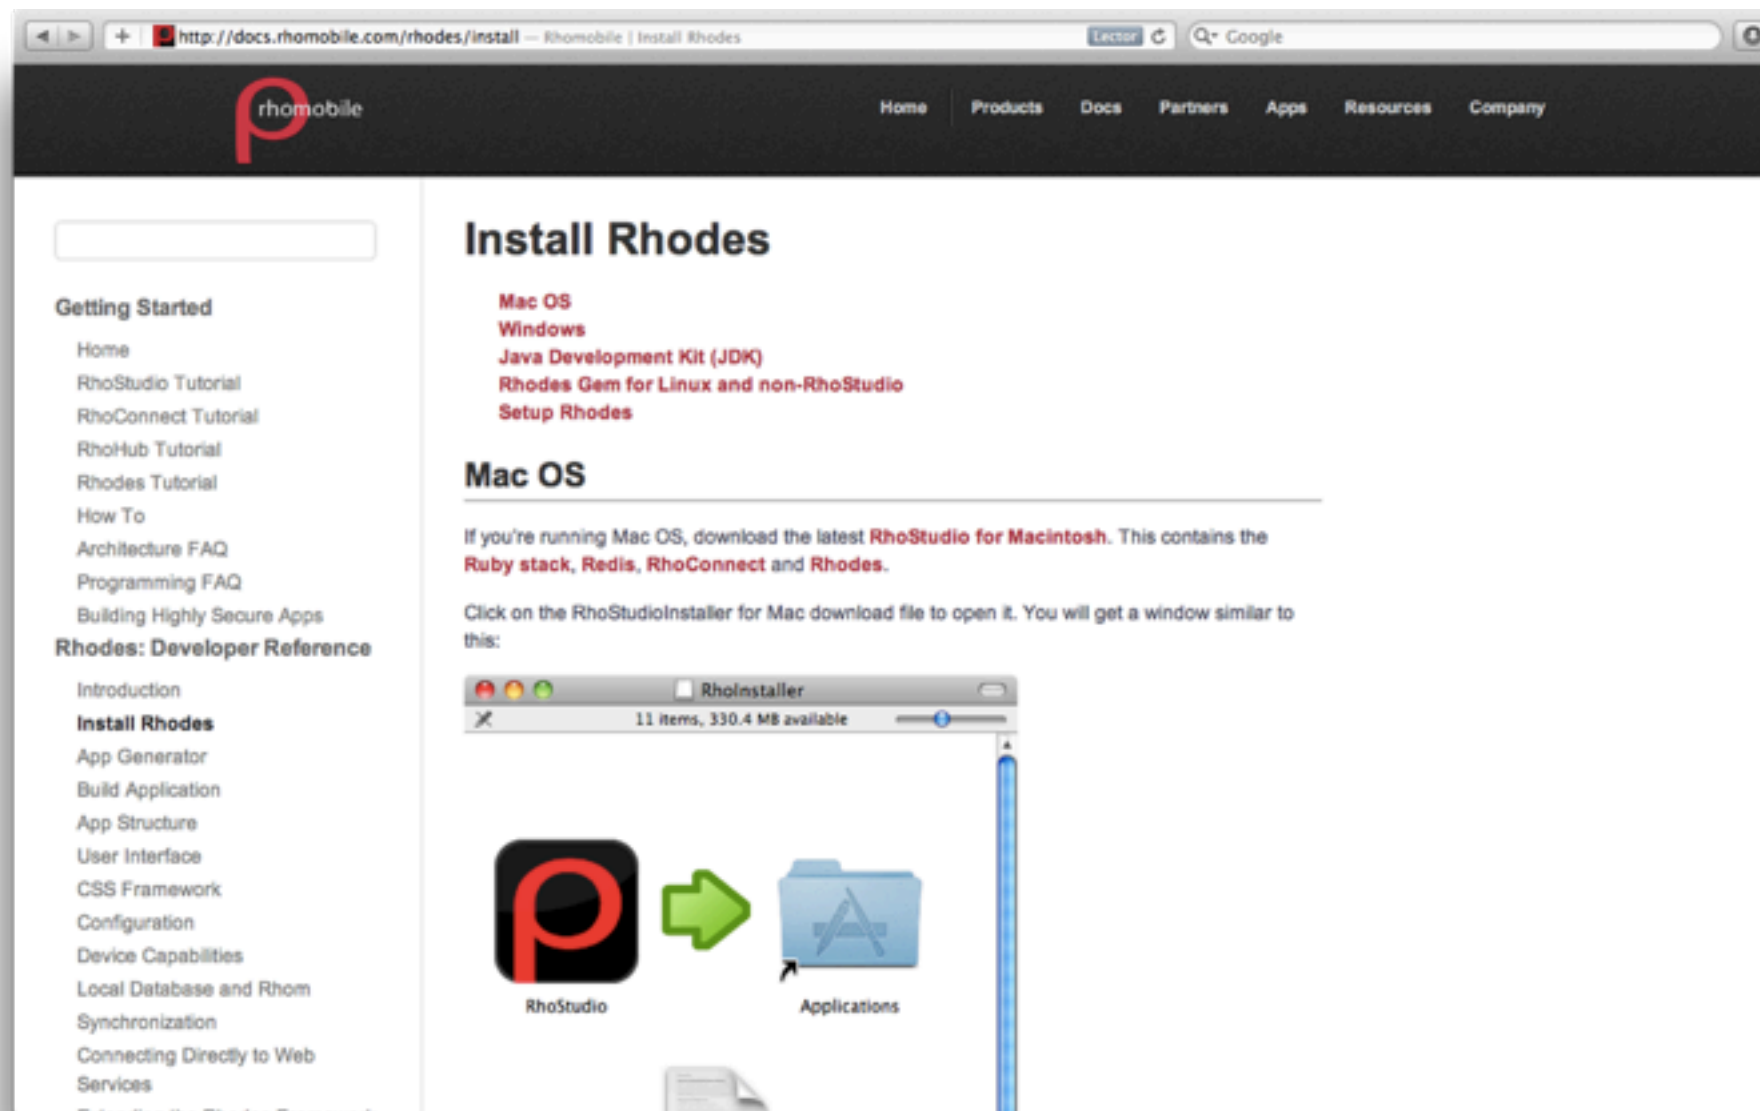 http://docs.rhomobile.com/rhodes/install — Rhomobile | Install Rhodes
Lector
Google
rhomobile
Home Products Docs Partners Apps Resources Company
Getting Started
Home
RhoStudio Tutorial
RhoConnect Tutorial
RhoHub Tutorial
Rhodes Tutorial
How To
Architecture FAQ
Programming FAQ
Building Highly Secure Apps
Rhodes: Developer Reference
Introduction
Install Rhodes
App Generator
Build Application
App Structure
User Interface
CSS Framework
Configuration
Device Capabilities
Local Database and Rhom
Synchronization
Connecting Directly to Web
Services
Install Rhodes
Mac OS
Windows
Java Development Kit (JDK)
Rhodes Gem for Linux and non-RhoStudio
Setup Rhodes
Mac OS
If you're running Mac OS, download the latest RhoStudio for Macintosh. This contains the
Ruby stack, Redis, RhoConnect and Rhodes.
Click on the RhoStudioInstaller for Mac download file to open it. You will get a window similar to
this:
RhoInstaller
11 items, 330.4 MB available
RhoStudio
Applications